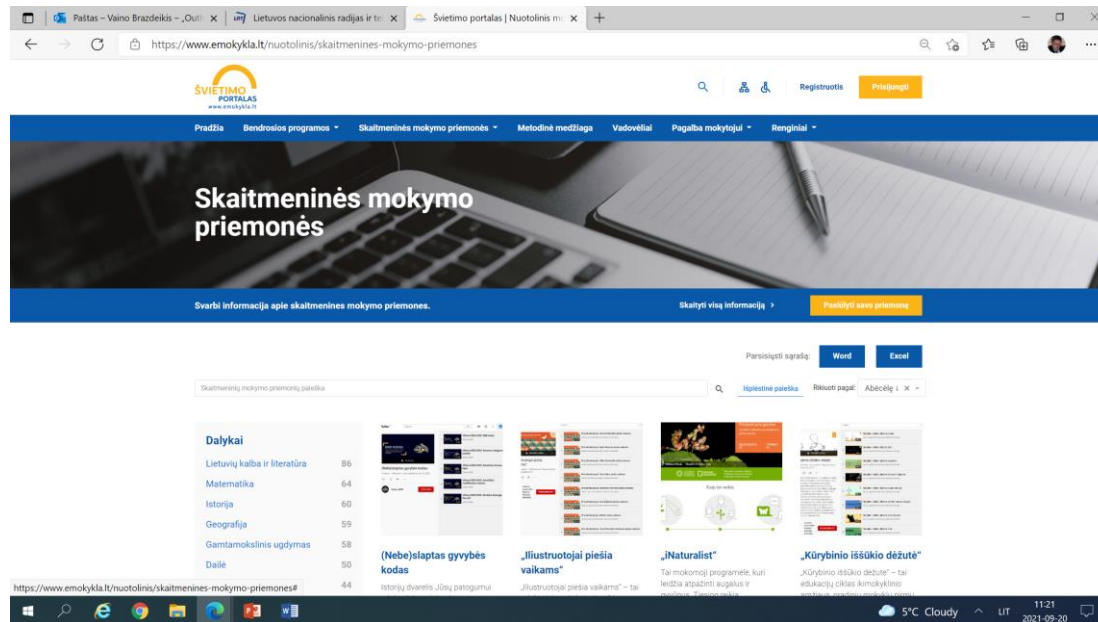 Paštas – Vaino Brazdeikis – „Outl
Lietuvos nacionalinis radijas ir te
Švietimo portalas | Nuotolinis m
https://www.emokykla.lt/nuotolinis/skaitmenines-mokymo-priemones
ŠVIETIMO
PORTALAS
www.emokykla.lt
Registruotis
Prisijungti
Pradžia
Bendrosios programos
Skaitmeninės mokymo priemonės
Metodinė medžiaga
Vadovėliai
Pagalba mokytojui
Renginiai
Skaitmeninės mokymo
priemonės
Svarbi informacija apie skaitmenines mokymo priemones.
Skaityti visą informaciją
Pasiūlyti savo priemonę
Parsisiųsti sąrašą:
Word
Excel
Skaitmeninių mokymo priemonių paieška
Išplėstinė paieška
Rikiuoti pagal:
Abėcėlę ↓
Dalykai
Lietuvių kalba ir literatūra 86
Matematika 64
Istorija 60
Geografija 59
Gamtamokslinis ugdymas 58
Dailė 50
44
(Nebe)slaptas gyvybės
kodas
Istorijų dvarelis Jūsų patogumui
„Iliustruotojai piešia
vaikams“
„Iliustruotojai piešia vaikams“ – tai
„iNaturalist“
Tai mokomoji programėlė, kuri
leidžia atpažinti augalus ir
„Kūrybinio iššūkio dėžutė“
„Kūrybinio iššūkio dėžutė“ – tai
edukacijų ciklas ikimokyklinio
https://www.emokykla.lt/nuotolinis/skaitmenines-mokymo-priemones#
5°C Cloudy
LIT
11:21
2021-09-20